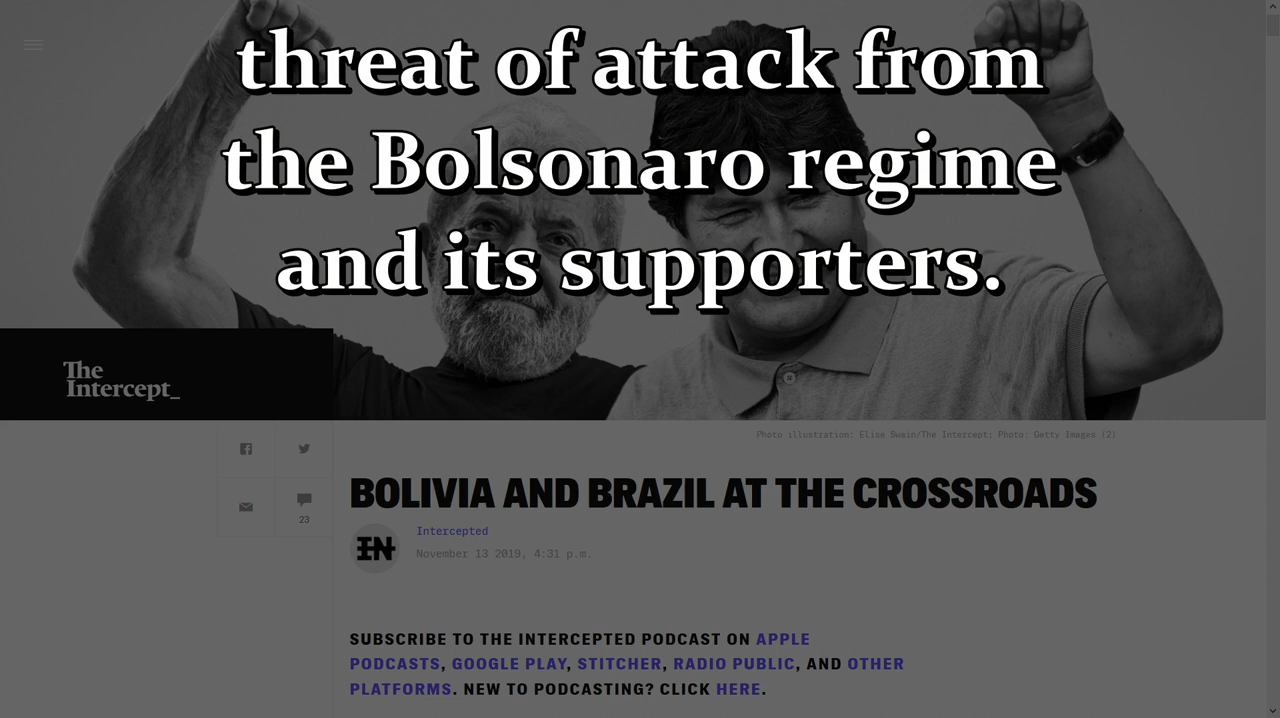 threat of attack from
the Bolsonaro regime
and its supporters.
The
Intercept_
Photo illustration: Elise Swain/The Intercept; Photo: Getty Images (2)
23
BOLIVIA AND BRAZIL AT THE CROSSROADS
IN
Intercepted
November 13 2019, 4:31 p.m.
SUBSCRIBE TO THE INTERCEPTED PODCAST ON APPLE
PODCASTS, GOOGLE PLAY, STITCHER, RADIO PUBLIC, AND OTHER
PLATFORMS. NEW TO PODCASTING? CLICK HERE.